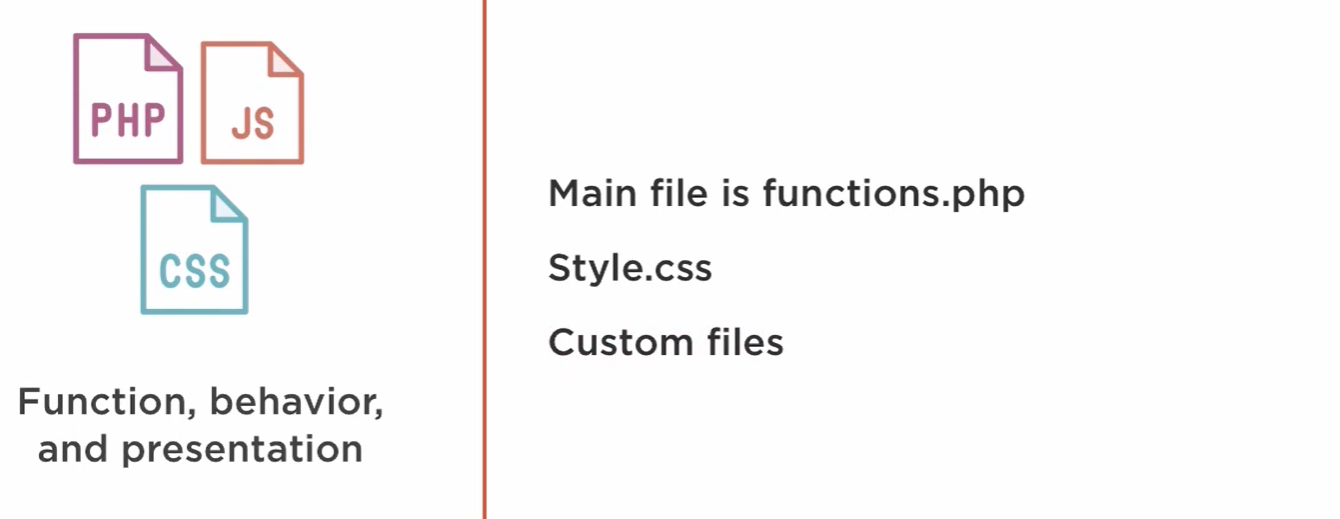 PHP
JS
CSS
Function, behavior,
and presentation
Main file is functions.php
Style.css
Custom files